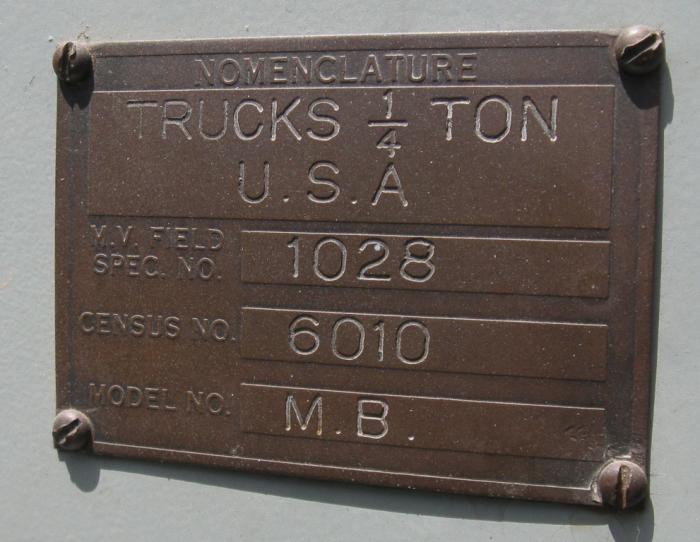 NOMENCLATURE
TRUCKS 1/4 TON
U.S.A
M.V. FIELD
SPEC. NO. 1028
CENSUS NO. 6010
MODEL NO. M.B.